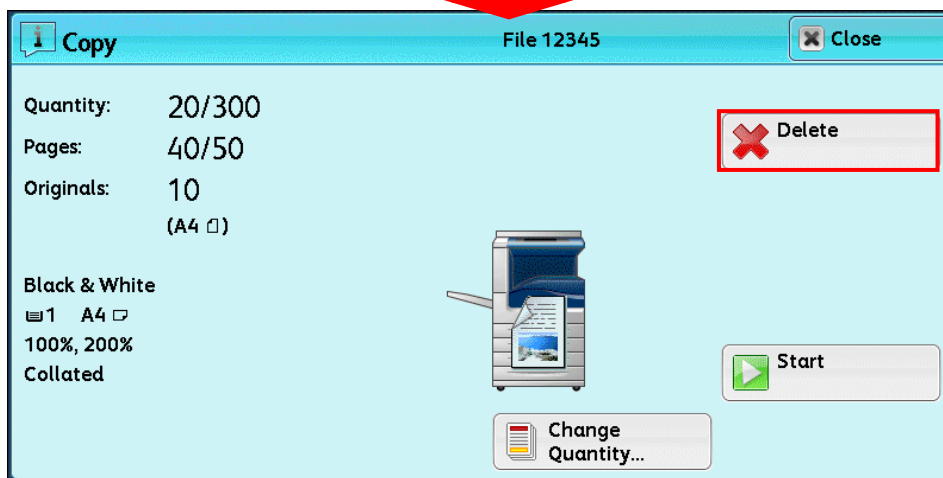 Copy
File 12345
Close
Quantity: 20/300
Pages: 40/50
Originals: 10
(A4)
Delete
Black & White
1 A4
100%, 200%
Collated
Start
Change
Quantity...